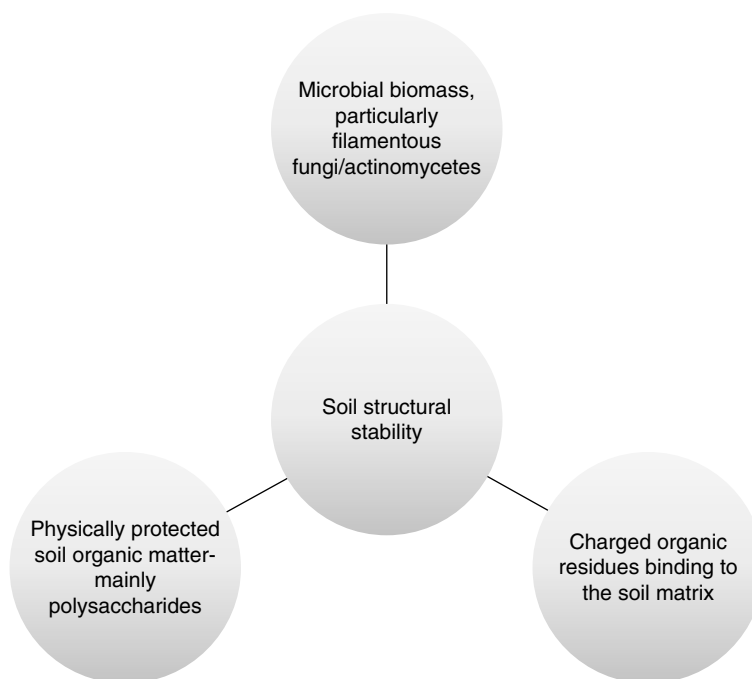 Microbial biomass,
particularly
filamentous
fungi/actinomycetes
Soil structural
stability
Physically protected
soil organic matter-
mainly
polysaccharides
Charged organic
residues binding to
the soil matrix